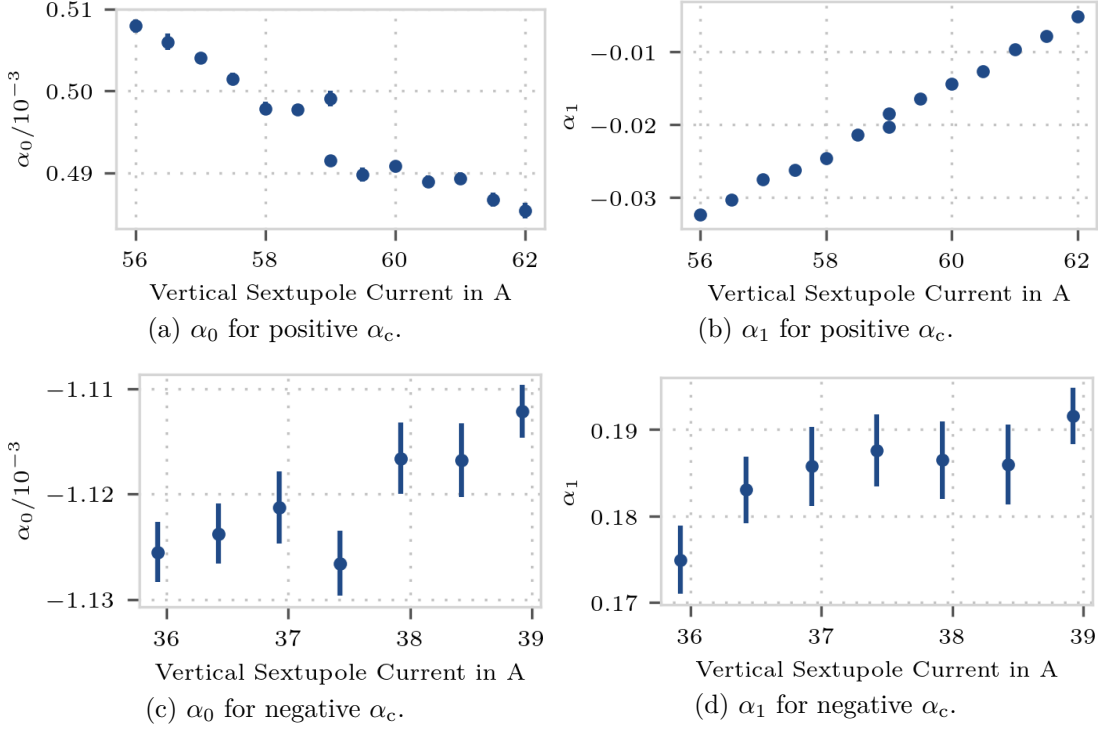 0.51
0.50
0.49
α₀/10⁻³
56 58 60 62
Vertical Sextupole Current in A
(a) α₀ for positive α_c.
−0.01
−0.02
−0.03
α₁
56 58 60 62
Vertical Sextupole Current in A
(b) α₁ for positive α_c.
−1.11
−1.12
−1.13
α₀/10⁻³
36 37 38 39
Vertical Sextupole Current in A
(c) α₀ for negative α_c.
0.19
0.18
0.17
α₁
36 37 38 39
Vertical Sextupole Current in A
(d) α₁ for negative α_c.